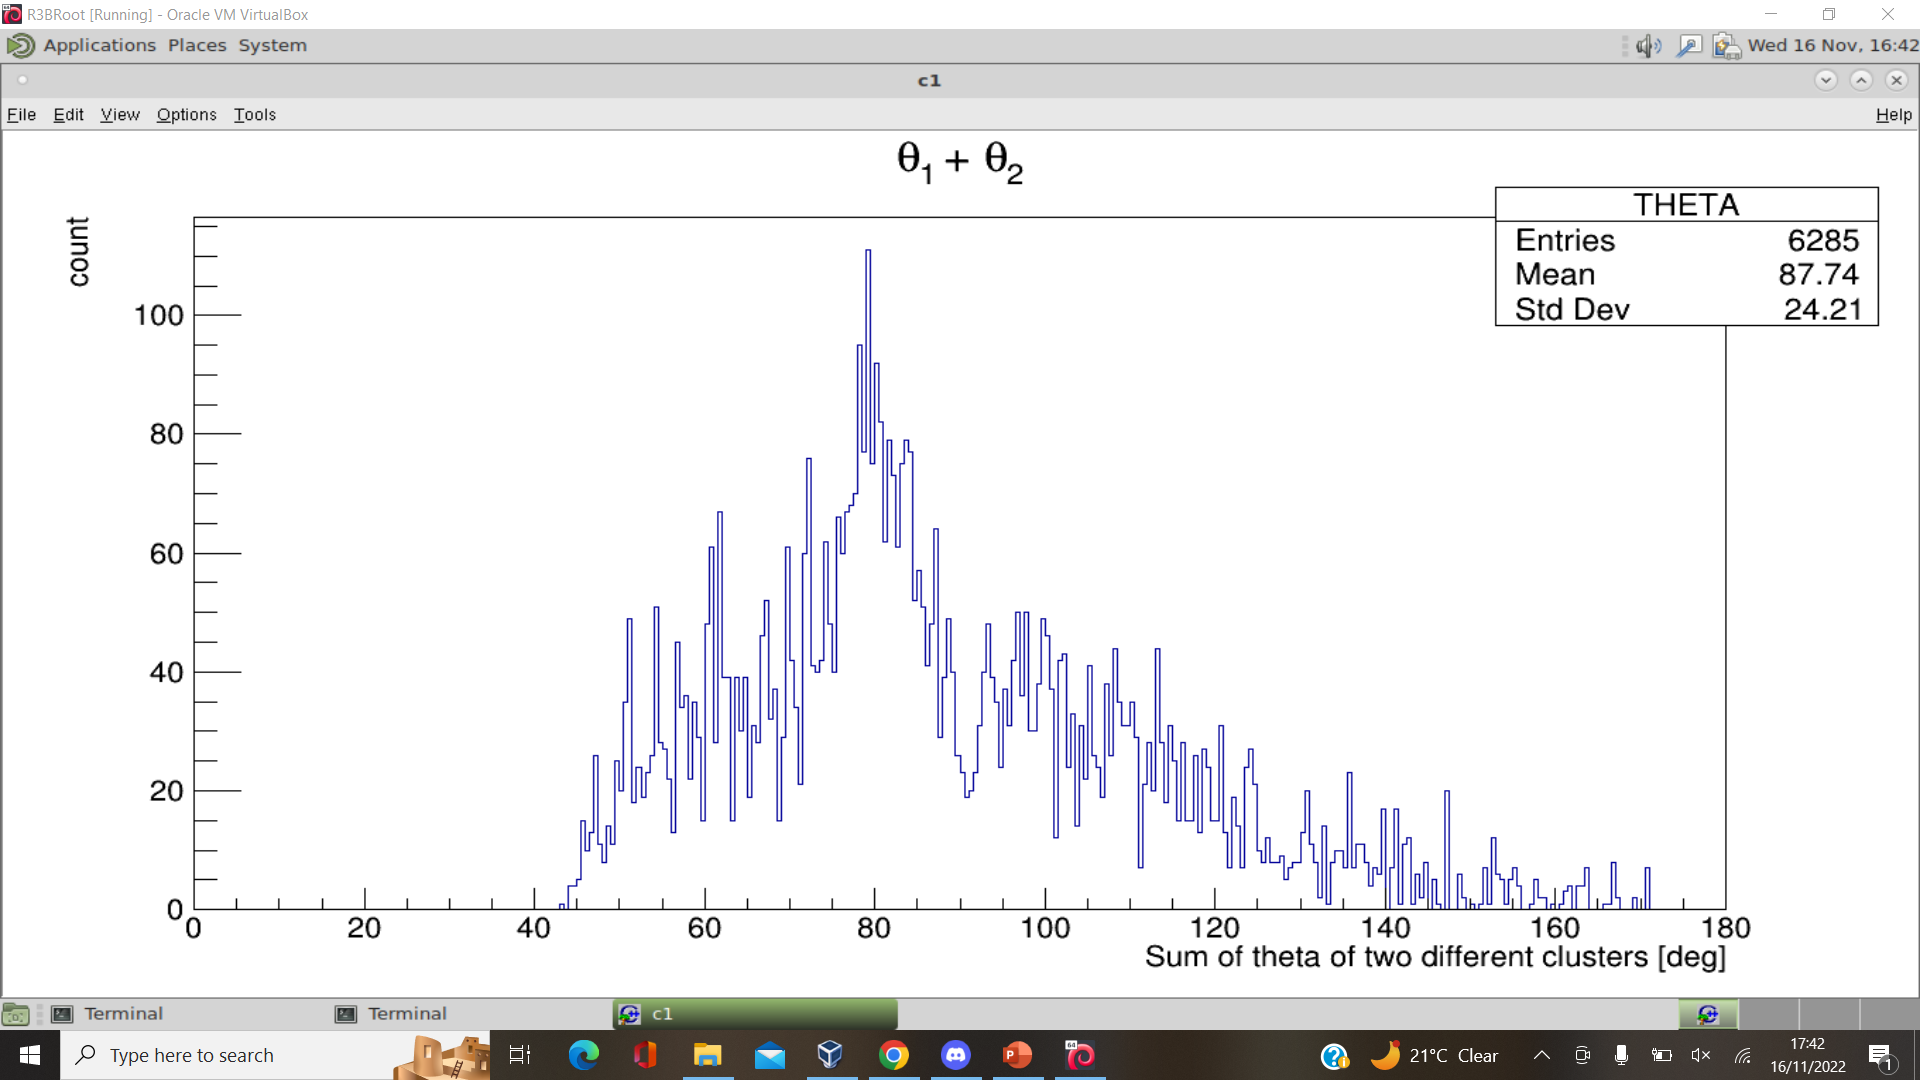 R3BRoot [Running] - Oracle VM VirtualBox
Applications Places System
Wed 16 Nov, 16:42
c1
File Edit View Options Tools
Help
θ1 + θ2
THETA
Entries 6285
Mean 87.74
Std Dev 24.21
count
100
80
60
40
20
0
0 20 40 60 80 100 120 140 160 180
Sum of theta of two different clusters [deg]
Terminal
Terminal
c1
Type here to search
21°C Clear
17:42
16/11/2022
1